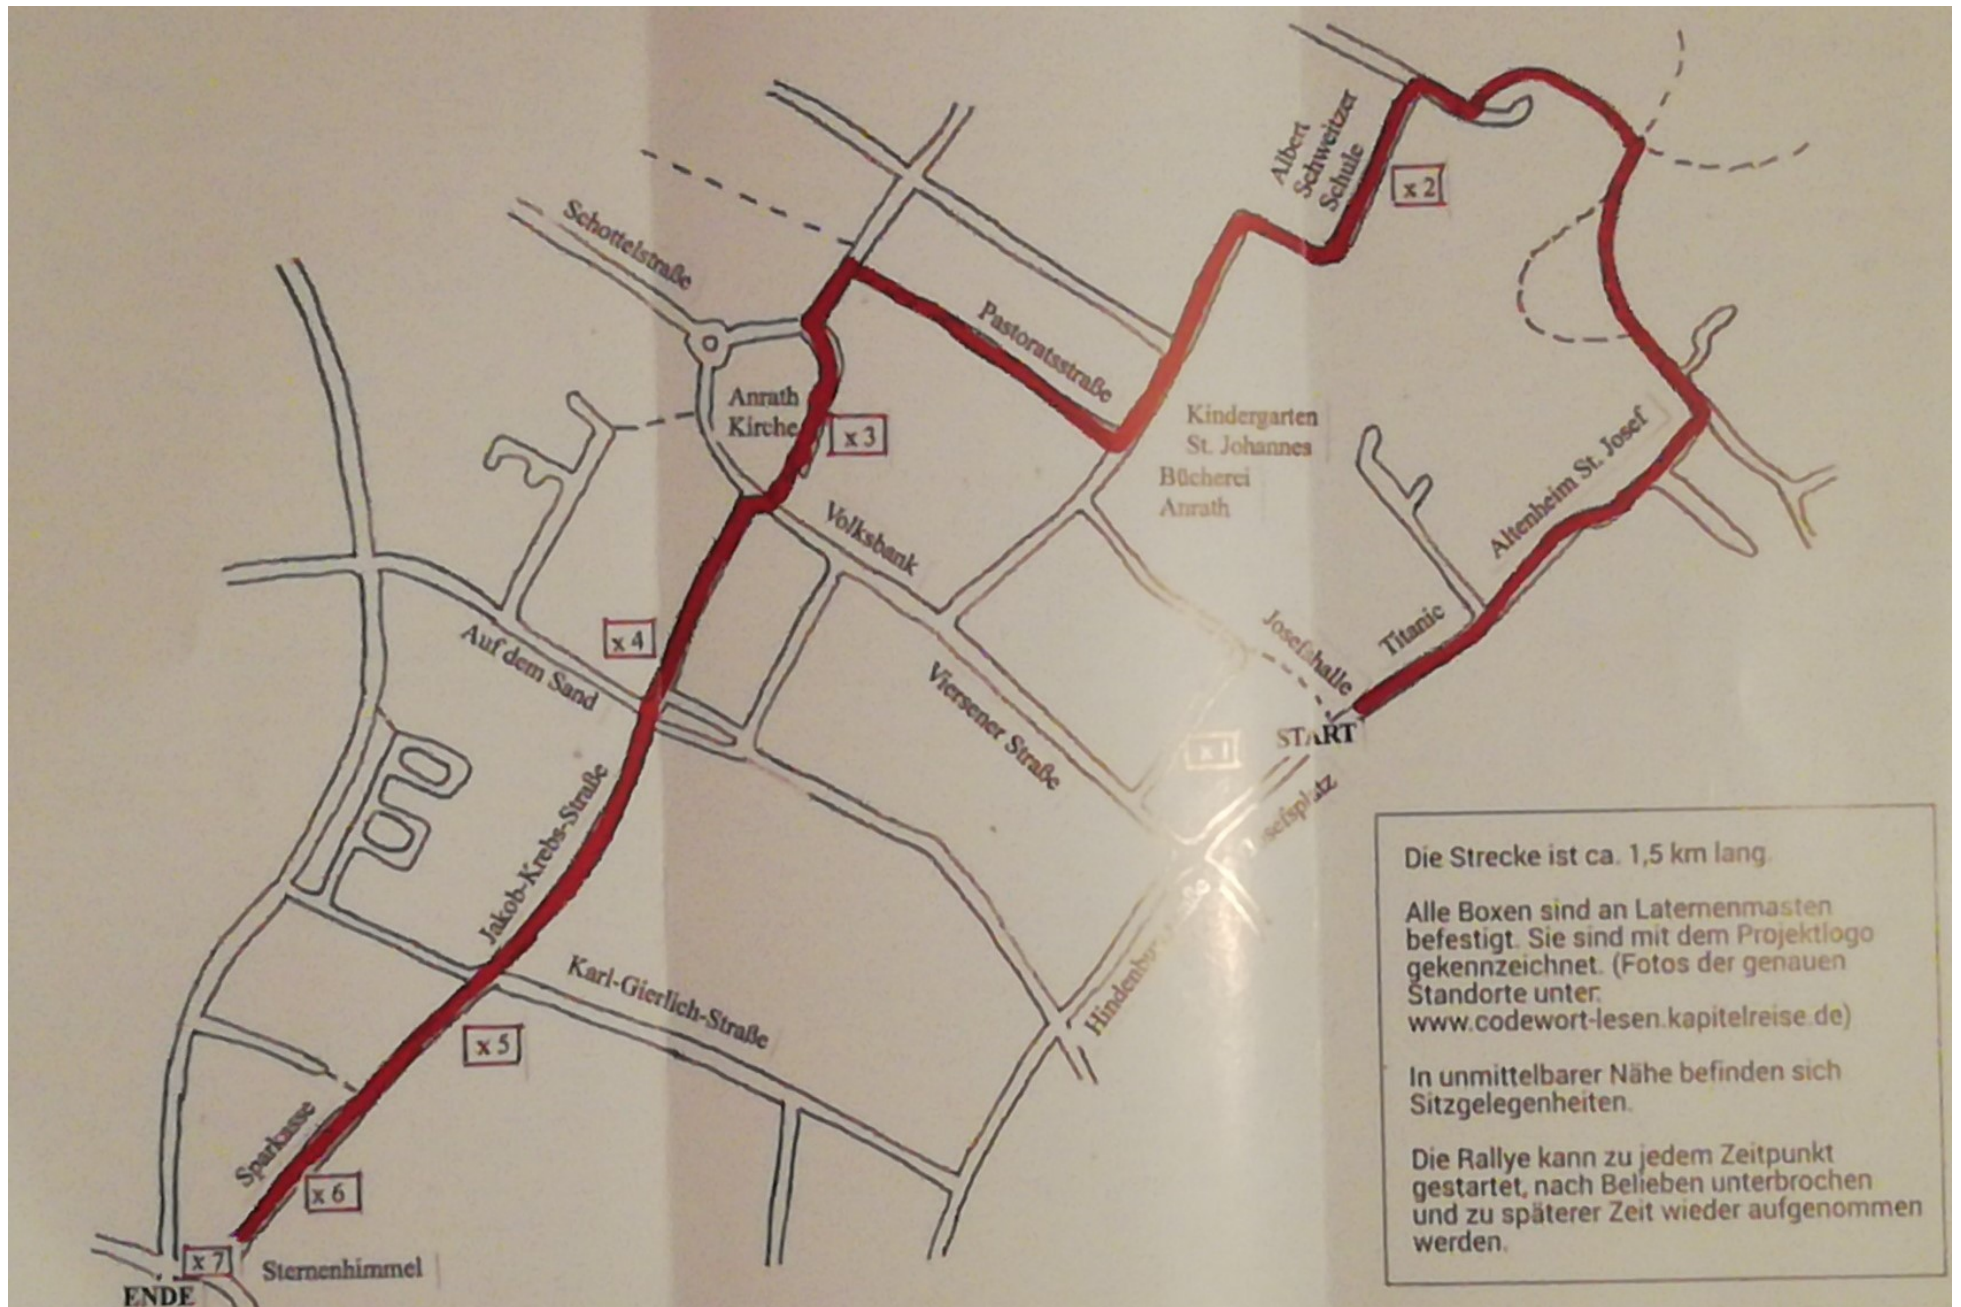 Albert
Schweitzer
Schule
x 2
Schottelstraße
Pastoratsstraße
Anrath
Kirche
x 3
Kindergarten
St. Johannes
Bücherei
Anrath
Altenheim St. Josef
Volksbank
Titanic
Josefshalle
x 4
Auf dem Sand
Viersener Straße
START
x 1
Jakob-Krebs-Straße
Karl-Gierlich-Straße
x 5
Sparkasse
x 6
x 7
Sternenhimmel
ENDE
Die Strecke ist ca. 1,5 km lang.
Alle Boxen sind an Laternenmasten
befestigt. Sie sind mit dem Projektlogo
gekennzeichnet. (Fotos der genauen
Standorte unter:
www.codewort-lesen.kapitelreise.de)
In unmittelbarer Nähe befinden sich
Sitzgelegenheiten.
Die Rallye kann zu jedem Zeitpunkt
gestartet, nach Belieben unterbrochen
und zu späterer Zeit wieder aufgenommen
werden.